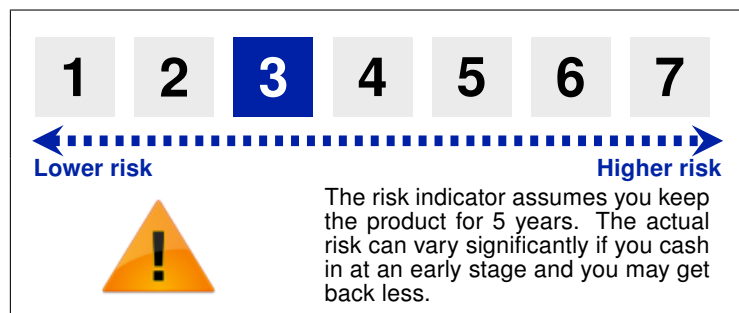 1 2 3 4 5 6 7
Lower risk Higher risk
The risk indicator assumes you keep
the product for 5 years. The actual
risk can vary significantly if you cash
in at an early stage and you may get
back less.
!